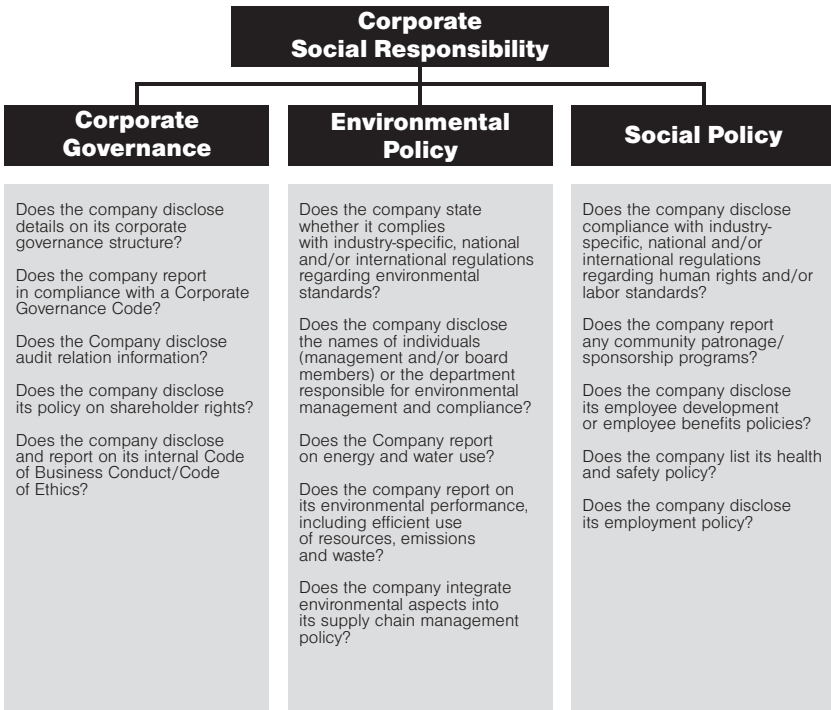 Corporate
Social Responsibility
Corporate
Governance
Does the company disclose
details on its corporate
governance structure?
Does the company report
in compliance with a Corporate
Governance Code?
Does the Company disclose
audit relation information?
Does the company disclose
its policy on shareholder rights?
Does the company disclose
and report on its internal Code
of Business Conduct/Code
of Ethics?
Environmental
Policy
Does the company state
whether it complies
with industry-specific, national
and/or international regulations
regarding environmental
standards?
Does the company disclose
the names of individuals
(management and/or board
members) or the department
responsible for environmental
management and compliance?
Does the Company report
on energy and water use?
Does the company report on
its environmental performance,
including efficient use
of resources, emissions
and waste?
Does the company integrate
environmental aspects into
its supply chain management
policy?
Social Policy
Does the company disclose
compliance with industry-
specific, national and/or
international regulations
regarding human rights and/or
labor standards?
Does the company report
any community patronage/
sponsorship programs?
Does the company disclose
its employee development
or employee benefits policies?
Does the company list its health
and safety policy?
Does the company disclose
its employment policy?